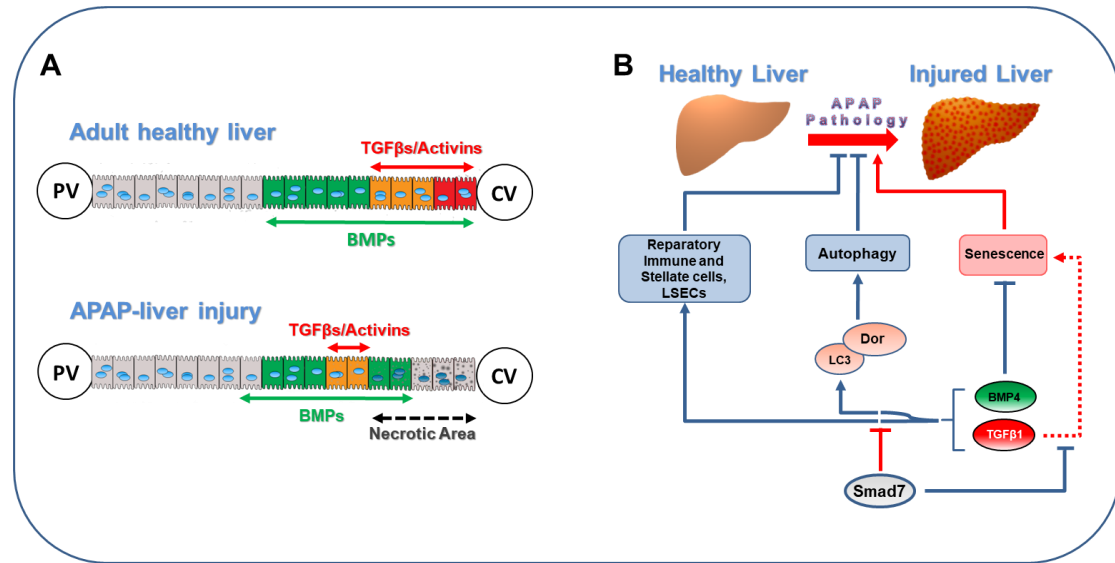 A
Adult healthy liver
TGFβs/Activins
PV
CV
BMPs
APAP-liver injury
TGFβs/Activins
PV
CV
BMPs
Necrotic Area
B
Healthy Liver
Injured Liver
APAP
Pathology
Reparatory
Immune and
Stellate cells,
LSECs
Autophagy
Senescence
Dor
LC3
BMP4
TGFβ1
Smad7